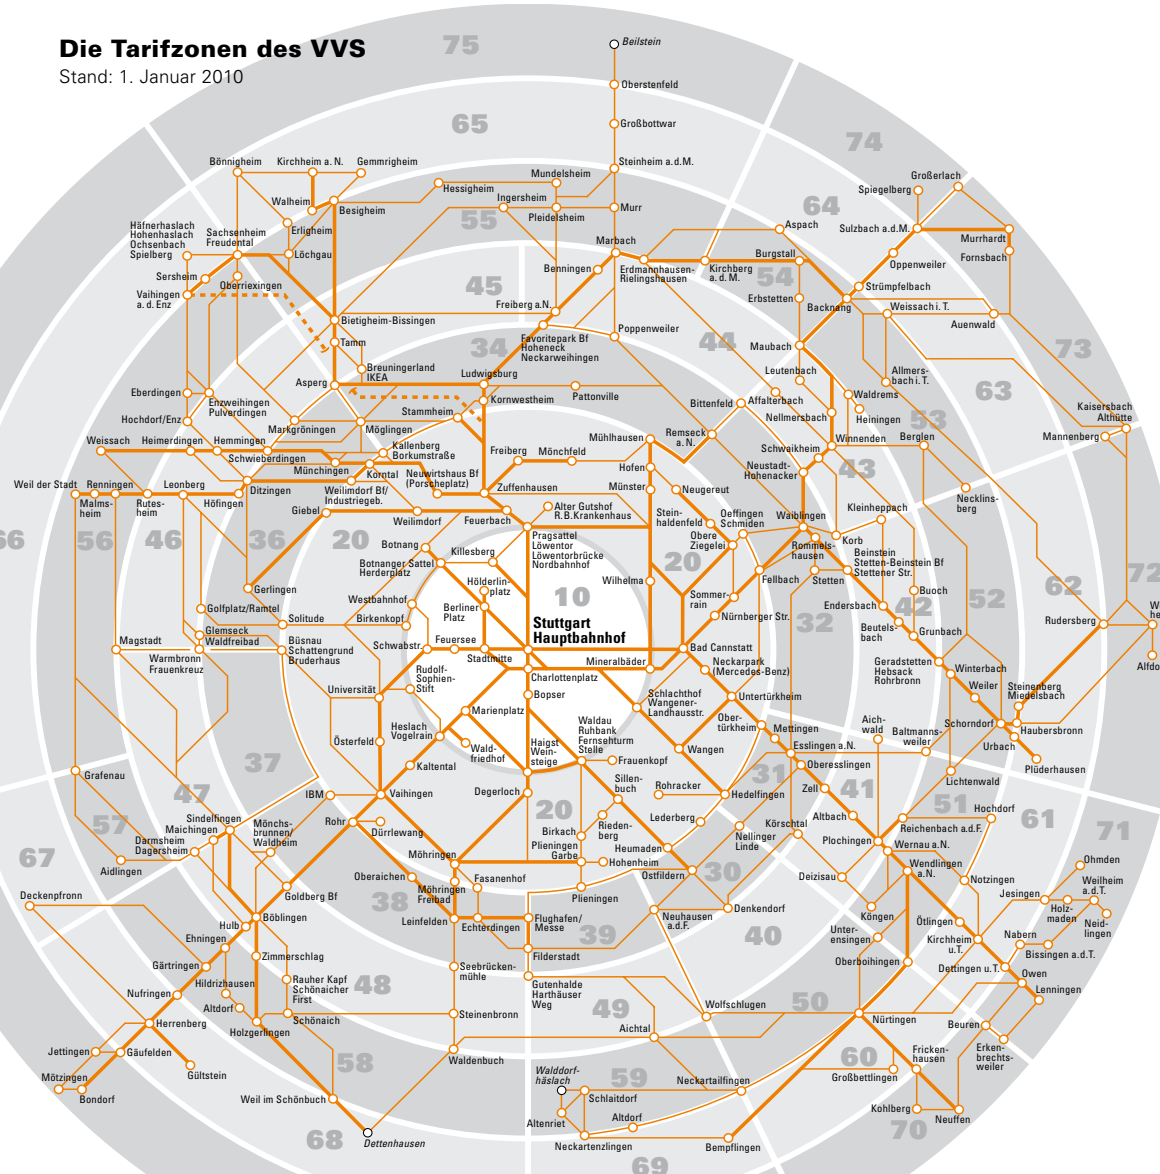 Die Tarifzonen des VVS
Stand: 1. Januar 2010
75
Beilstein
Oberstenfeld
65
Großbottwar
74
Steinheim a.d.M.
Bönnigheim
Kirchheim a. N.
Gemmrigheim
Mundelsheim
Hessigheim
Großerlach
Spiegelberg
Walheim
Besigheim
Ingersheim
Pleidelsheim
Murr
55
64
Häfnerhaslach
Hohenhaslach
Ochsenbach
Spielberg
Sachsenheim
Freudental
Erligheim
Löchgau
Marbach
Aspach
Sulzbach a.d.M.
Murrhardt
Fornsbach
Sersheim
Oberriexingen
Vaihingen
a. d. Enz
Benningen
Erdmannhausen-
Rielingshausen
Kirchberg
a. d. M.
Burgstall
54
Oppenweiler
45
Strümpfelbach
Erbstetten
Backnang
Weissach i. T.
Auenwald
Freiberg a.N.
Bietigheim-Bissingen
Tamm
Favoritepark Bf
Hoheneck
Neckarweihingen
Poppenweiler
34
44
Maubach
73
Breuningerland
IKEA
Asperg
Ludwigsburg
Leutenbach
Allmers-
bach i. T.
63
Eberdingen
Enzweihingen
Pulverdingen
Kornwestheim
Pattonville
Bittenfeld
Affalterbach
Waldrems
Heiningen
Nellmersbach
Kaisersbach
Althütte
Mannenberg
Hochdorf/Enz
Markgröningen
Möglingen
Stammheim
Weissach
Heimerdingen
Hemmingen
Schwieberdingen
Kallenberg
Borkumstraße
Mühlhausen
Remseck
a. N.
Winnenden
Schwaikheim
Berglen
53
Münchingen
Korntal
Neuwirtshaus Bf
(Porscheplatz)
Freiberg
Mönchfeld
Hofen
Neustadt-
Hohenacker
43
Weil der Stadt
Renningen
Malms-
heim
Rutes-
heim
Leonberg
Höfingen
Ditzingen
Weilimdorf Bf/
Industriegeb.
Zuffenhausen
Münster
Neugereut
Necklins-
berg
Giebel
Weilimdorf
Feuerbach
Alter Gutshof
R.B.Krankenhaus
Stein-
haldenfeld
Oeffingen
Schmiden
Waiblingen
Kleinheppach
66
56
46
36
20
Botnang
Killesberg
Pragsattel
Löwentor
Löwentorbrücke
Nordbahnhof
Obere
Ziegelei
Rommels-
hausen
Korb
Beinstein
Stetten-Beinstein Bf
Stettener Str.
Botnanger Sattel
Herderplatz
20
Fellbach
Stetten
Gerlingen
Hölderlin-
platz
10
Wilhelma
Sommer-
rain
Buoch
62
72
Golfplatz/Ramtel
Westbahnhof
Birkenkopf
Berliner
Platz
Stuttgart
Hauptbahnhof
Nürnberger Str.
32
Endersbach
42
52
Beutels-
bach
Grunbach
Rudersberg
Solitude
Glemseck
Waldfreibad
Magstadt
Warmbronn
Frauenkreuz
Büsnau
Schattengrund
Bruderhaus
Schwabstr.
Feuersee
Stadtmitte
Mineralbäder
Bad Cannstatt
Geradstetten
Hebsack
Rohrbronn
Winterbach
Charlottenplatz
Neckarpark
(Mercedes-Benz)
Universität
Rudolf-
Sophien-
Stift
Bopser
Untertürkheim
Weiler
Steinenberg
Miedelsbach
Schlachthof
Wangener-
Landhausstr.
Marienplatz
Heslach
Vogelrain
Ober-
türkheim
Mettingen
Aich-
wald
Baltmanns-
weiler
Schorndorf
Haubersbronn
Urbach
Waldau
Ruhbank
Fernsehturm
Stelle
Österfeld
Wald-
friedhof
Haigst
Wein-
steige
Wangen
Esslingen a.N.
Plüderhausen
37
Kaltental
Frauenkopf
Oberesslingen
Grafenau
31
Lichtenwald
47
IBM
Vaihingen
Degerloch
Sillen-
buch
Rohracker
Hedelfingen
Zell
41
51
Hochdorf
61
71
57
20
Sindelfingen
Maichingen
Mönchs-
brunnen/
Waldheim
Rohr
Dürrlewang
Birkach
Rieden-
berg
Lederberg
Altbach
Körschtal
Reichenbach a.d.F.
Darmsheim
Dagersheim
Plieningen
Garbe
Heumaden
Nellinger
Linde
Plochingen
Wernau a.N.
Aidlingen
Möhringen
Hohenheim
Ostfildern
30
Wendlingen
a.N.
67
Oberaichen
Fasanenhof
Deizisau
Notzingen
Ohmden
Deckenpfronn
Möhringen
Freibad
38
Goldberg Bf
Plieningen
Jesingen
Weilheim
a.d.T.
Leinfelden
Echterdingen
Flughafen/
Messe
Neuhausen
a.d.F.
Denkendorf
Köngen
Holz-
maden
Neid-
lingen
Hulb
Böblingen
39
40
Unter-
ensingen
Ötlingen
Kirchheim
u.T.
Nabern
Ehningen
Zimmerschlag
Filderstadt
Bissingen a.d.T.
Gärtringen
Seebrücken-
mühle
Oberboihingen
Dettingen u.T.
Owen
Rauher Kapf
Schönaicher
First
48
Gutenhalde
Harthäuser
Weg
Hildrizhausen
Lenningen
Nufringen
Altdorf
Steinenbronn
49
Wolfschlugen
50
Nürtingen
Holzgerlingen
Schönaich
Herrenberg
Aichtal
Beuren
Jettingen
Gäufelden
58
Waldenbuch
60
Fricken-
hausen
Erken-
brechts-
weiler
Mötzingen
Gültstein
Walddorf-
häslach
59
Neckartailfingen
Großbettlingen
Bondorf
Weil im Schönbuch
Schlaitdorf
Altenriet
Altdorf
Kohlberg
Neuffen
68
Dettenhausen
Neckartenzlingen
Bempflingen
70
69